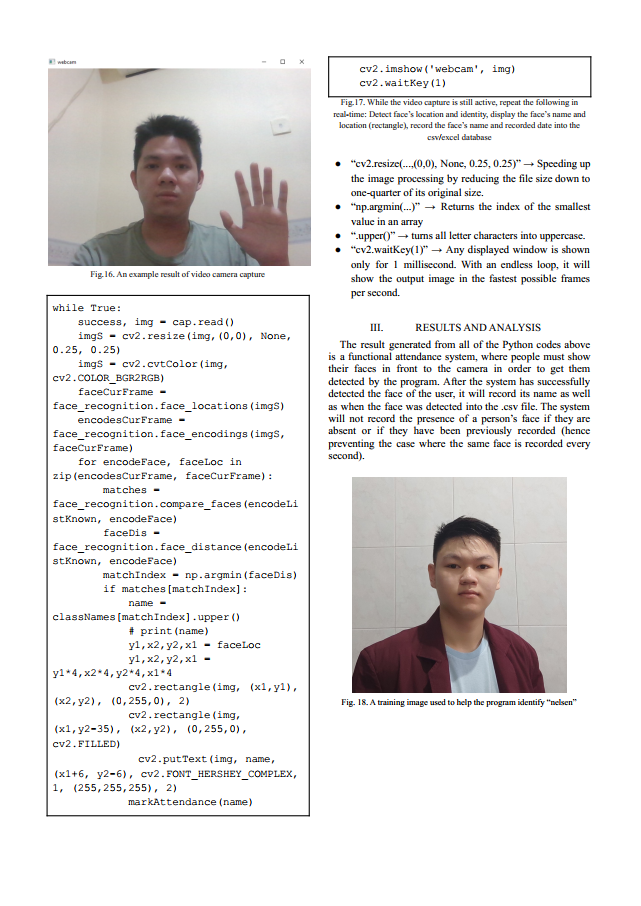 webcam
Fig.16. An example result of video camera capture
while True:
    success, img = cap.read()
    imgS = cv2.resize(img,(0,0), None,
0.25, 0.25)
    imgS = cv2.cvtColor(img,
cv2.COLOR_BGR2RGB)
    faceCurFrame =
face_recognition.face_locations(imgS)
    encodesCurFrame =
face_recognition.face_encodings(imgS,
faceCurFrame)
    for encodeFace, faceLoc in
zip(encodesCurFrame, faceCurFrame):
        matches =
face_recognition.compare_faces(encodeLi
stKnown, encodeFace)
        faceDis =
face_recognition.face_distance(encodeLi
stKnown, encodeFace)
        matchIndex = np.argmin(faceDis)
        if matches[matchIndex]:
            name =
classNames[matchIndex].upper()
            # print(name)
            y1,x2,y2,x1 = faceLoc
            y1,x2,y2,x1 =
y1*4,x2*4,y2*4,x1*4
            cv2.rectangle(img, (x1,y1),
(x2,y2), (0,255,0), 2)
            cv2.rectangle(img,
(x1,y2-35), (x2,y2), (0,255,0),
cv2.FILLED)
             cv2.putText(img, name,
(x1+6, y2-6), cv2.FONT_HERSHEY_COMPLEX,
1, (255,255,255), 2)
            markAttendance(name)
    cv2.imshow('webcam', img)
    cv2.waitKey(1)
Fig.17. While the video capture is still active, repeat the following in
real-time: Detect face’s location and identity, display the face’s name and
location (rectangle), record the face’s name and recorded date into the
csv/excel database
● “cv2.resize(...,(0,0), None, 0.25, 0.25)” → Speeding up
the image processing by reducing the file size down to
one-quarter of its original size.
● “np.argmin(...)” → Returns the index of the smallest
value in an array
● “.upper()” → turns all letter characters into uppercase.
● “cv2.waitKey(1)” → Any displayed window is shown
only for 1 millisecond. With an endless loop, it will
show the output image in the fastest possible frames
per second.
III. RESULTS AND ANALYSIS
The result generated from all of the Python codes above
is a functional attendance system, where people must show
their faces in front to the camera in order to get them
detected by the program. After the system has successfully
detected the face of the user, it will record its name as well
as when the face was detected into the .csv file. The system
will not record the presence of a person’s face if they are
absent or if they have been previously recorded (hence
preventing the case where the same face is recorded every
second).
Fig. 18. A training image used to help the program identify “nelsen”